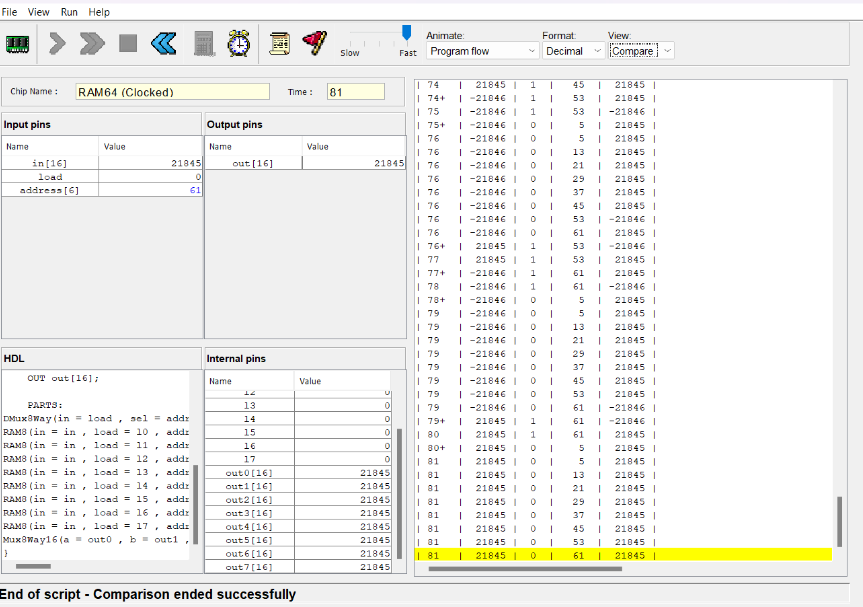 File View Run Help
Animate: Format: View:
Slow Fast Program flow Decimal Compare
Chip Name : RAM64 (Clocked) Time : 81
Input pins
Name Value
in[16] 21845
load 0
address[6] 61
Output pins
Name Value
out[16] 21845
HDL
OUT out[16];
PARTS:
DMux8Way(in = load , sel = addr
RAM8(in = in , load = l0 , addr
RAM8(in = in , load = l1 , addr
RAM8(in = in , load = l2 , addr
RAM8(in = in , load = l3 , addr
RAM8(in = in , load = l4 , addr
RAM8(in = in , load = l5 , addr
RAM8(in = in , load = l6 , addr
RAM8(in = in , load = l7 , addr
Mux8Way16(a = out0 , b = out1 ,
}
Internal pins
Name Value
l2 0
l3 0
l4 0
l5 0
l6 0
l7 0
out0[16] 21845
out1[16] 21845
out2[16] 21845
out3[16] 21845
out4[16] 21845
out5[16] 21845
out6[16] 21845
out7[16] 21845
| 74 | 21845 | 1 | 45 | 21845 |
| 74+ | -21846 | 1 | 53 | 21845 |
| 75 | -21846 | 1 | 53 | -21846 |
| 75+ | -21846 | 0 | 5 | 21845 |
| 76 | -21846 | 0 | 5 | 21845 |
| 76 | -21846 | 0 | 13 | 21845 |
| 76 | -21846 | 0 | 21 | 21845 |
| 76 | -21846 | 0 | 29 | 21845 |
| 76 | -21846 | 0 | 37 | 21845 |
| 76 | -21846 | 0 | 45 | 21845 |
| 76 | -21846 | 0 | 53 | -21846 |
| 76 | -21846 | 0 | 61 | 21845 |
| 76+ | 21845 | 1 | 53 | -21846 |
| 77 | 21845 | 1 | 53 | 21845 |
| 77+ | -21846 | 1 | 61 | 21845 |
| 78 | -21846 | 1 | 61 | -21846 |
| 78+ | -21846 | 0 | 5 | 21845 |
| 79 | -21846 | 0 | 5 | 21845 |
| 79 | -21846 | 0 | 13 | 21845 |
| 79 | -21846 | 0 | 21 | 21845 |
| 79 | -21846 | 0 | 29 | 21845 |
| 79 | -21846 | 0 | 37 | 21845 |
| 79 | -21846 | 0 | 45 | 21845 |
| 79 | -21846 | 0 | 53 | 21845 |
| 79 | -21846 | 0 | 61 | -21846 |
| 79+ | 21845 | 1 | 61 | -21846 |
| 80 | 21845 | 1 | 61 | 21845 |
| 80+ | 21845 | 0 | 5 | 21845 |
| 81 | 21845 | 0 | 5 | 21845 |
| 81 | 21845 | 0 | 13 | 21845 |
| 81 | 21845 | 0 | 21 | 21845 |
| 81 | 21845 | 0 | 29 | 21845 |
| 81 | 21845 | 0 | 37 | 21845 |
| 81 | 21845 | 0 | 45 | 21845 |
| 81 | 21845 | 0 | 53 | 21845 |
| 81 | 21845 | 0 | 61 | 21845 |
End of script - Comparison ended successfully